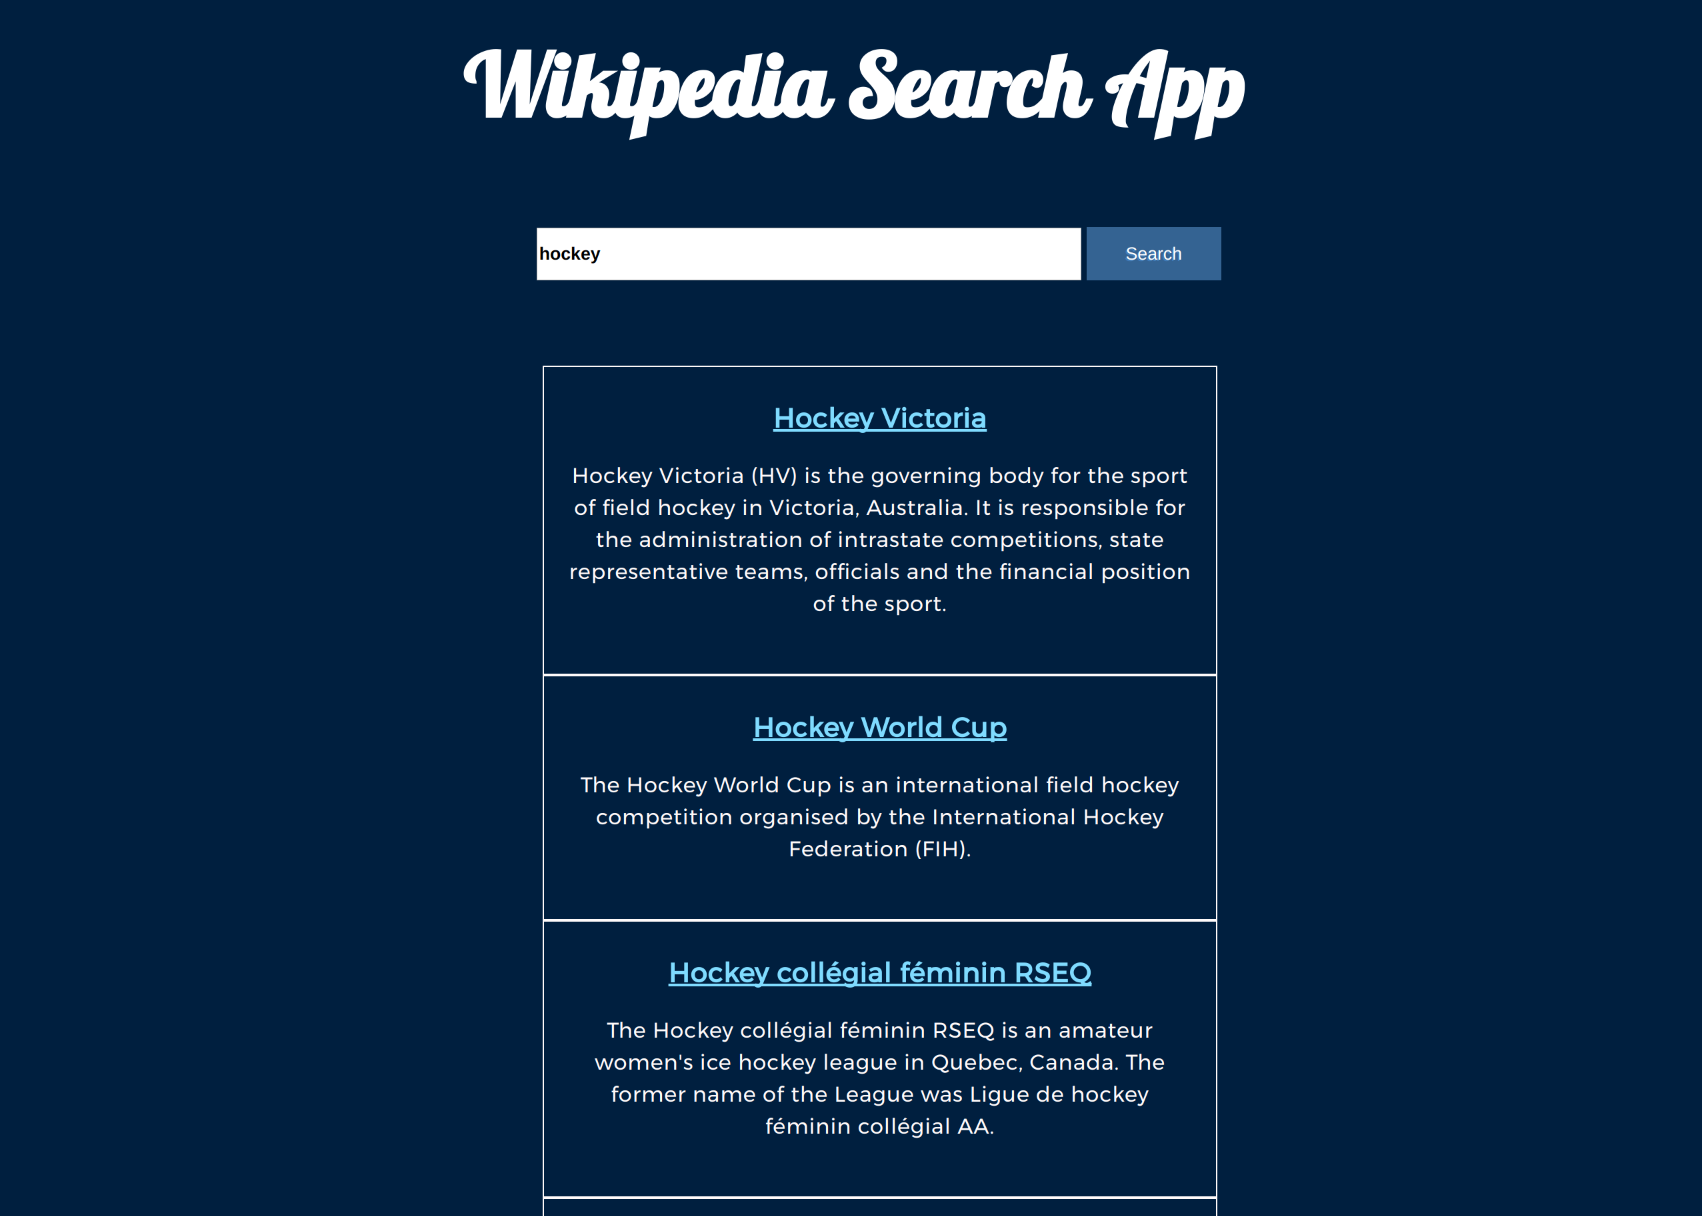 Wikipedia Search App
hockey
Search
Hockey Victoria
Hockey Victoria (HV) is the governing body for the sport
of field hockey in Victoria, Australia. It is responsible for
the administration of intrastate competitions, state
representative teams, officials and the financial position
of the sport.
Hockey World Cup
The Hockey World Cup is an international field hockey
competition organised by the International Hockey
Federation (FIH).
Hockey collégial féminin RSEQ
The Hockey collégial féminin RSEQ is an amateur
women's ice hockey league in Quebec, Canada. The
former name of the League was Ligue de hockey
féminin collégial AA.